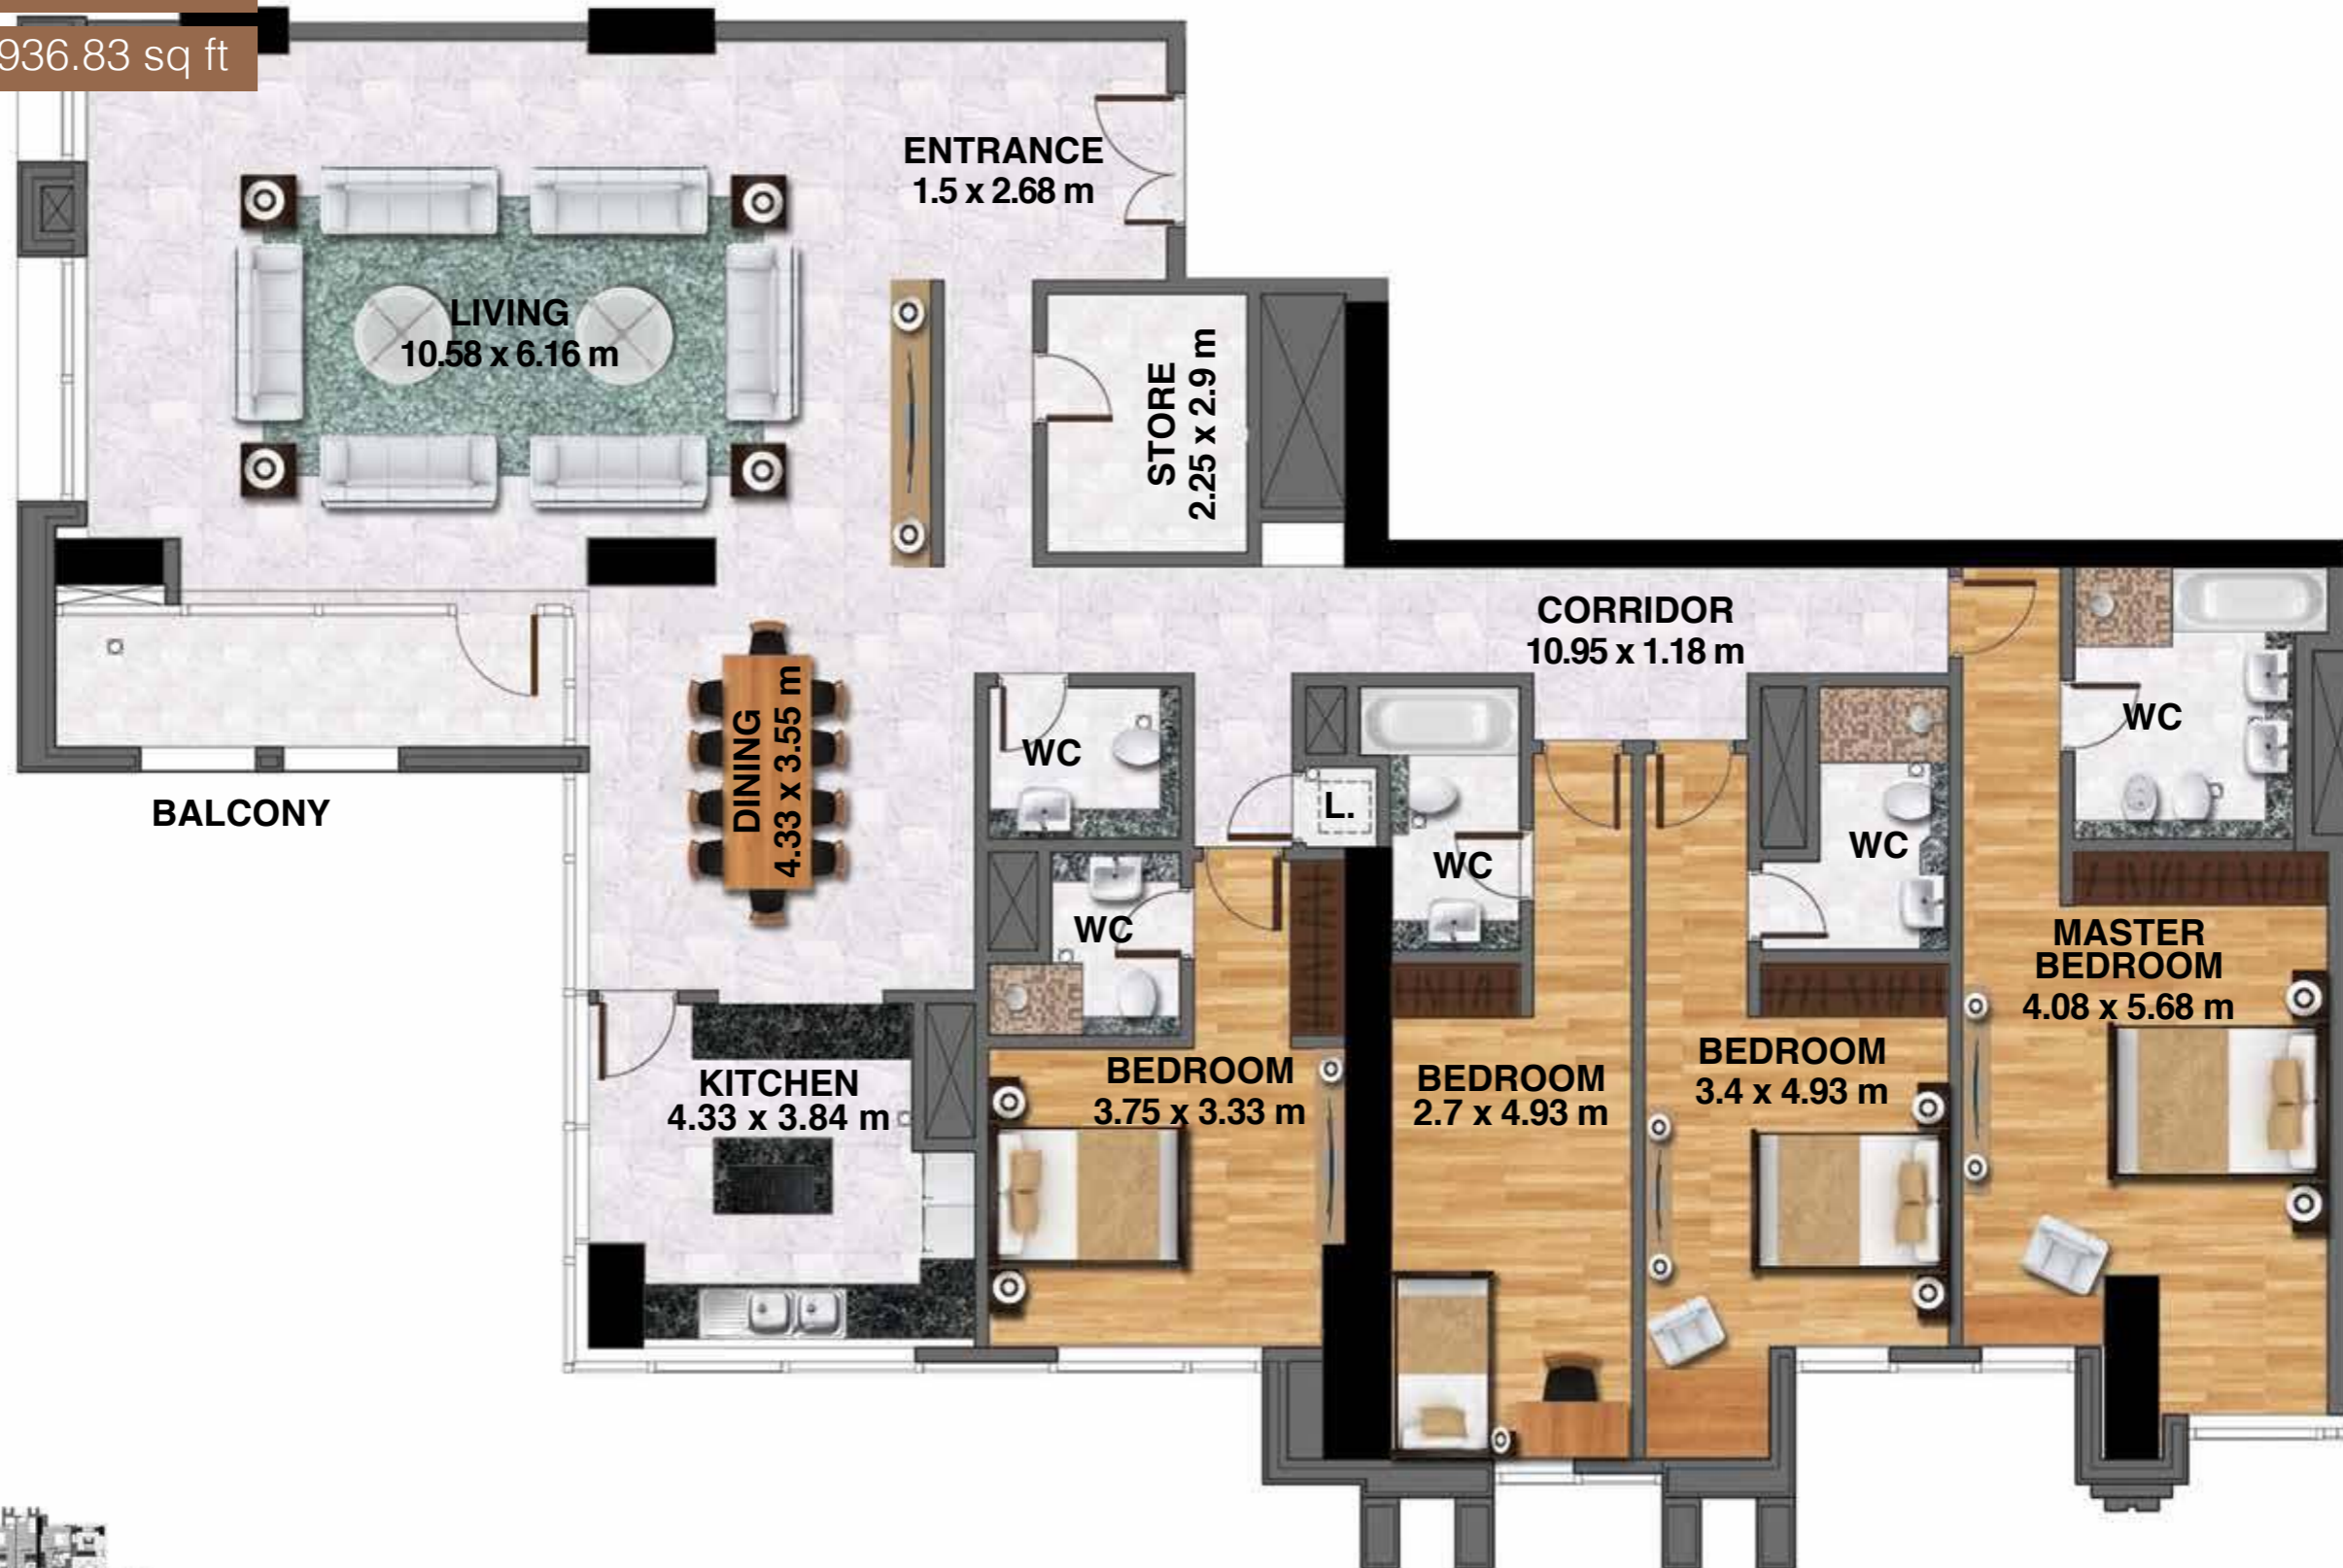 936.83 sq ft
ENTRANCE
1.5 x 2.68 m
LIVING
10.58 x 6.16 m
STORE
2.25 x 2.9 m
CORRIDOR
10.95 x 1.18 m
BALCONY
DINING
4.33 x 3.55 m
WC
L.
WC
WC
WC
WC
KITCHEN
4.33 x 3.84 m
BEDROOM
3.75 x 3.33 m
BEDROOM
2.7 x 4.93 m
BEDROOM
3.4 x 4.93 m
MASTER
BEDROOM
4.08 x 5.68 m